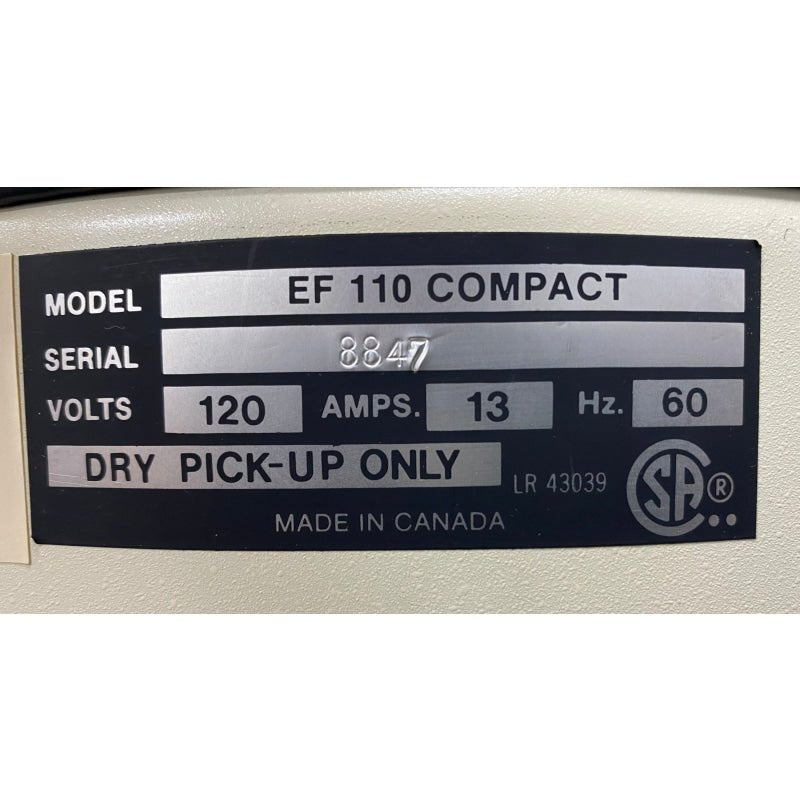 MODEL EF 110 COMPACT
SERIAL 8847
VOLTS 120 AMPS. 13 Hz. 60
DRY PICK-UP ONLY LR 43039 SA®
MADE IN CANADA